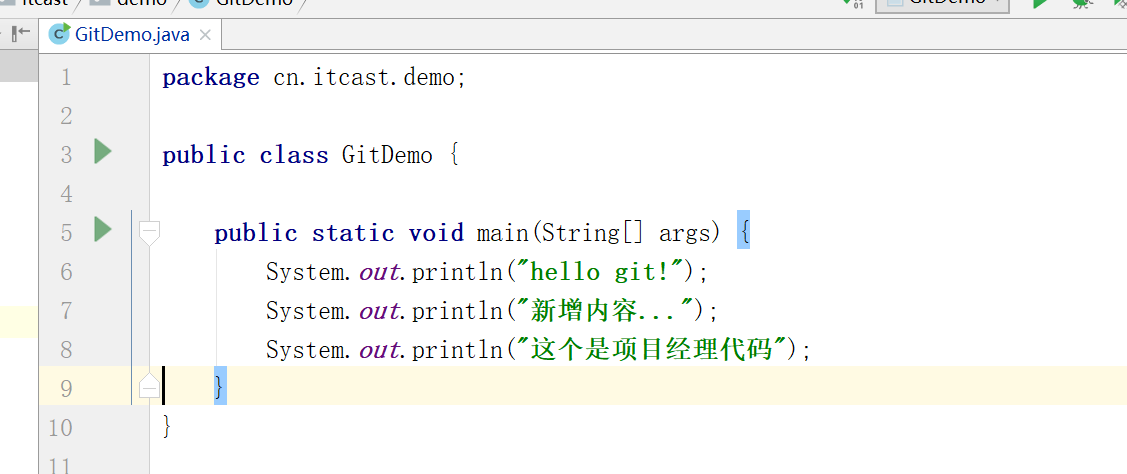 itcast demo GitDemo GitDemo
GitDemo.java
1 package cn.itcast.demo;
2
3 public class GitDemo {
4
5 public static void main(String[] args) {
6 System.out.println("hello git!");
7 System.out.println("新增内容...");
8 System.out.println("这个是项目经理代码");
9 }
10 }
11